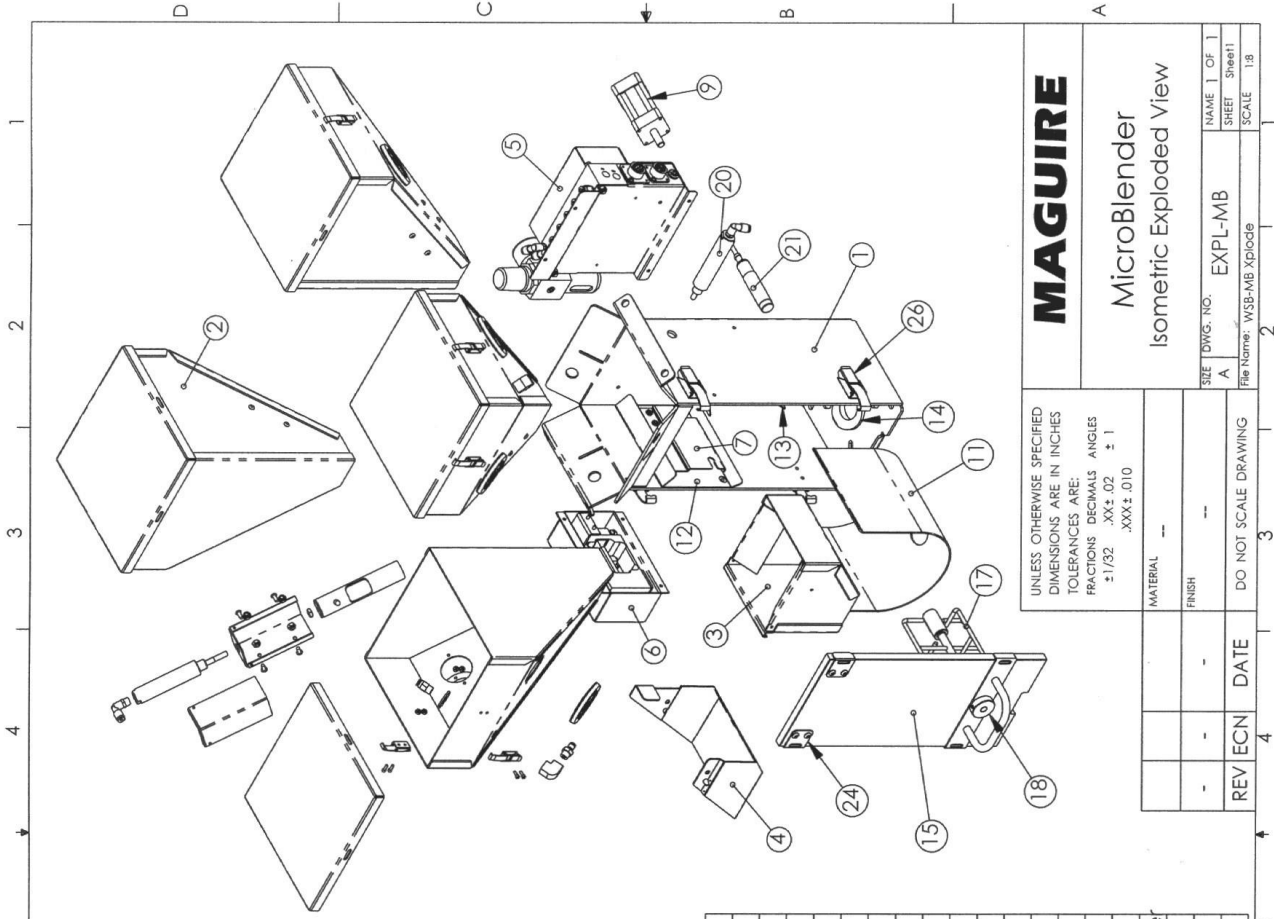 4
3
2
1
D
C
B
A
2
5
9
20
21
1
26
14
13
7
12
11
6
3
17
4
24
15
18
UNLESS OTHERWISE SPECIFIED
DIMENSIONS ARE IN INCHES
TOLERANCES ARE:
FRACTIONS DECIMALS ANGLES
±1/32 .XX± .02 ± 1
.XXX± .010
MATERIAL --
FINISH --
DO NOT SCALE DRAWING
- - -
REV ECN DATE
MAGUIRE
MicroBlender
Isometric Exploded View
SIZE DWG. NO. NAME 1 OF 1
A EXPL-MB SHEET Sheet1
File Name: WSB-MB Xplode SCALE 1:8
4
3
2
1